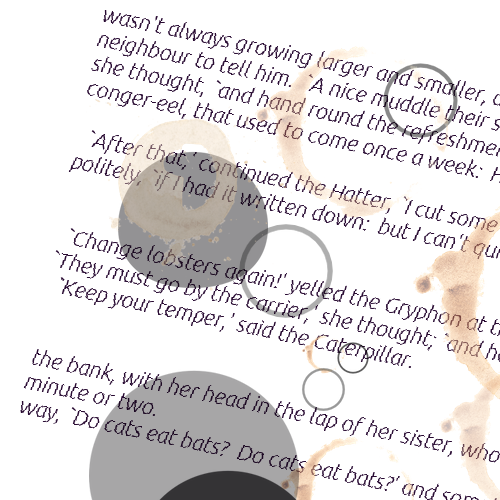 wasn't always growing larger and smaller,
neighbour to tell him. `A nice muddle their
she thought, `and hand round the
conger-eel, that used to come once a week:
`After that,' continued the Hatter, `I cut some
politely, `if I had it written down: but I can't
`Change lobsters again!' yelled the Gryphon at
`They must go by the carrier,' she thought; `and
`Keep your temper,' said the Caterpillar.
the bank, with her head in the lap of her sister, who
minute or two.
way, `Do cats eat bats? Do cats eat bats?' and